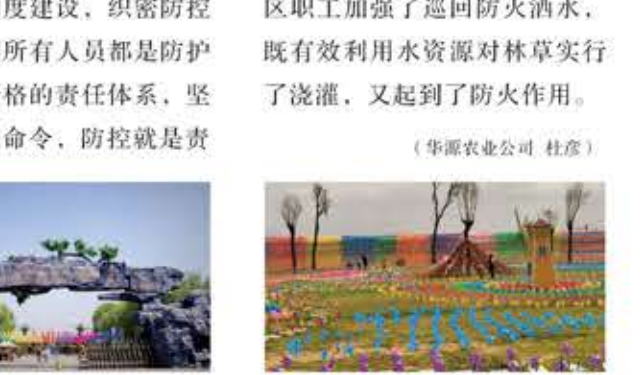 度建设，织密防控
所有人员都是防护
格的责任体系，坚
命令，防控就是责
区职工加强了巡回防火洒水，
既有效利用水资源对林草实行
了浇灌，又起到了防火作用。
（华源农业公司 杜彦）